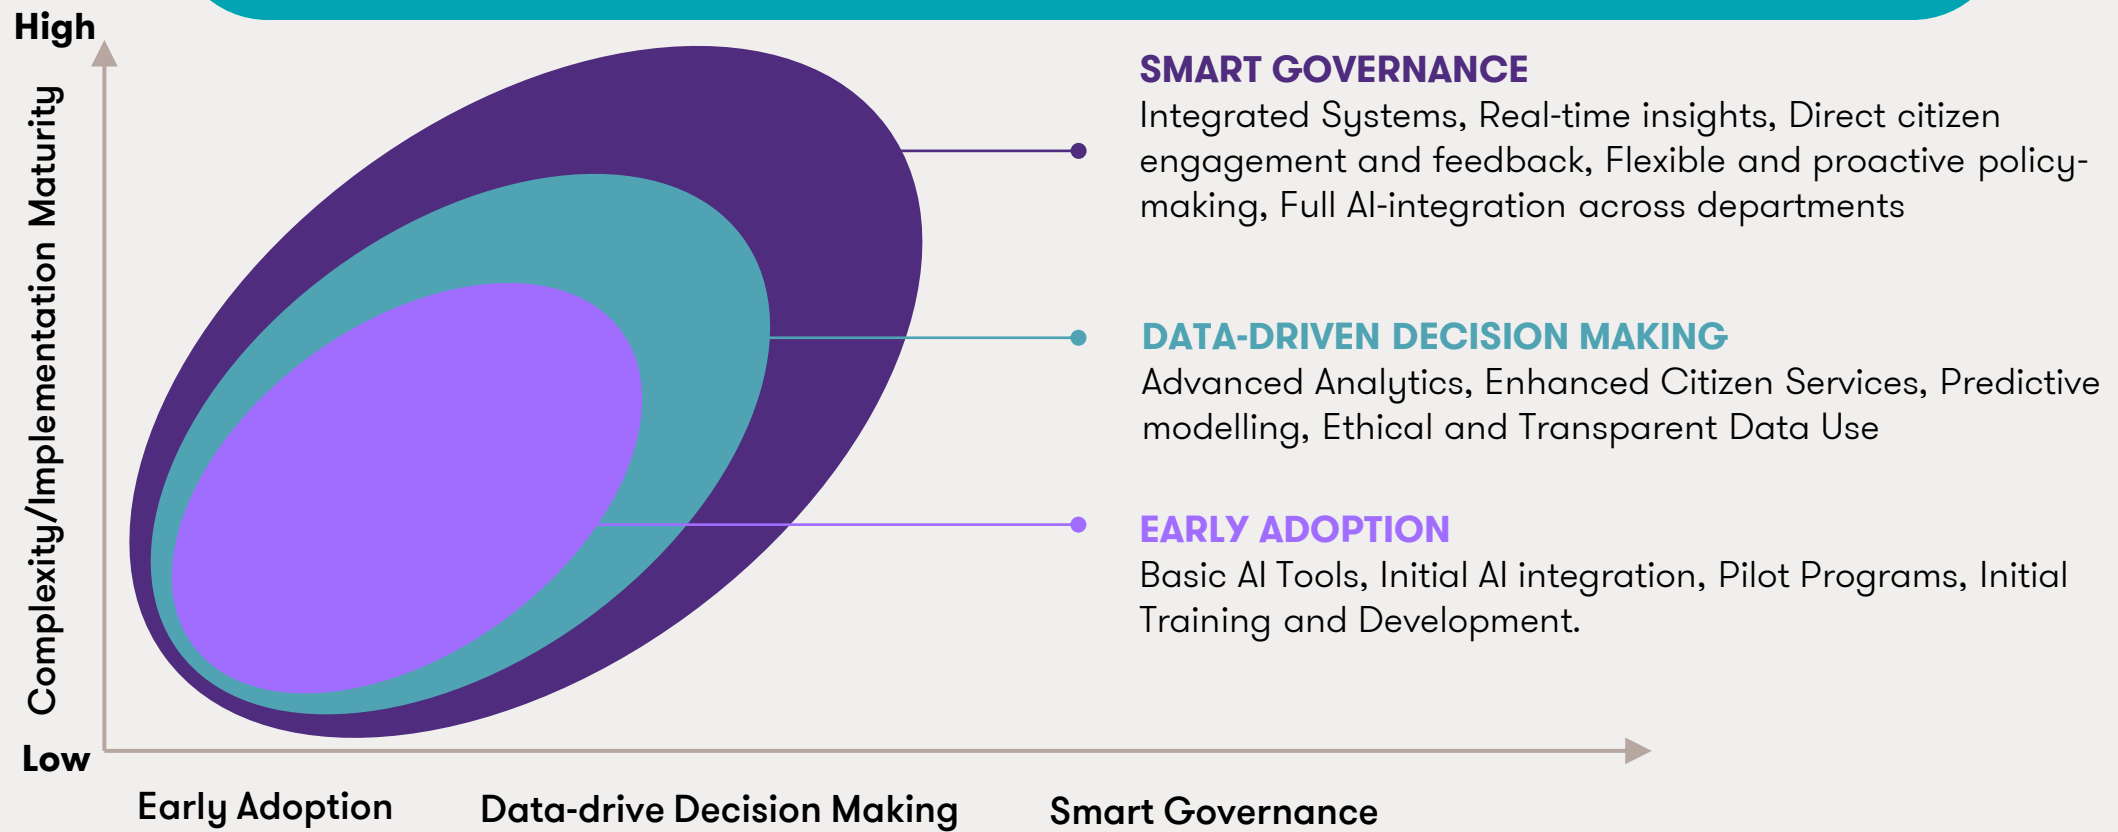 High
Complexity/Implementation Maturity
Low
SMART GOVERNANCE
Integrated Systems, Real-time insights, Direct citizen
engagement and feedback, Flexible and proactive policy-
making, Full AI-integration across departments
DATA-DRIVEN DECISION MAKING
Advanced Analytics, Enhanced Citizen Services, Predictive
modelling, Ethical and Transparent Data Use
EARLY ADOPTION
Basic AI Tools, Initial AI integration, Pilot Programs, Initial
Training and Development.
Early Adoption
Data-drive Decision Making
Smart Governance